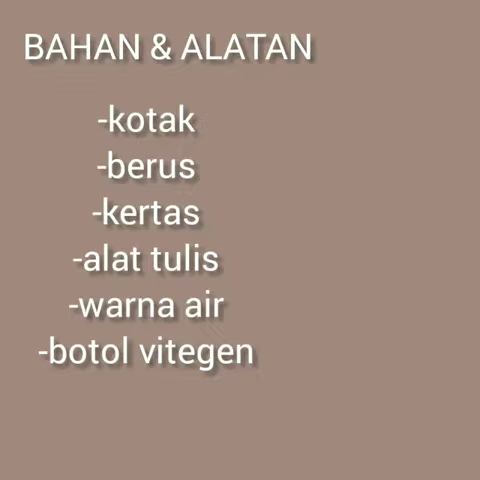 BAHAN & ALATAN
-kotak
-berus
-kertas
-alat tulis
-warna air
-botol vitegen